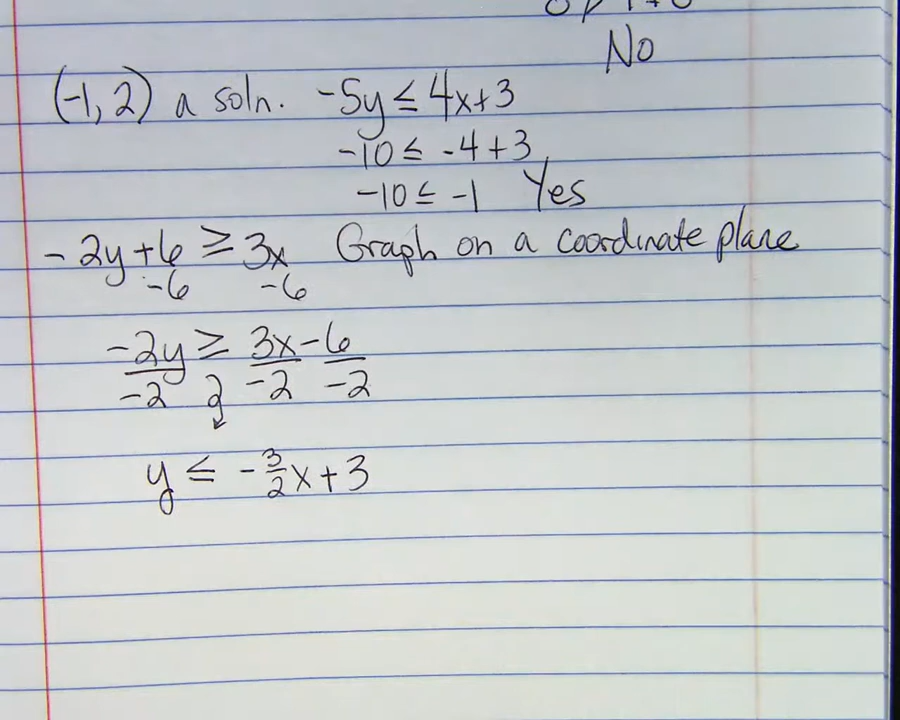 No
(-1, 2) a soln. -5y ≤ 4x+3
-10 ≤ -4 + 3
-10 ≤ -1 Yes
-2y+6 ≥ 3x Graph on a coordinate plane
-6 -6
-2y ≥ 3x-6
-2 -2 -2
y ≤ -3/2x+3